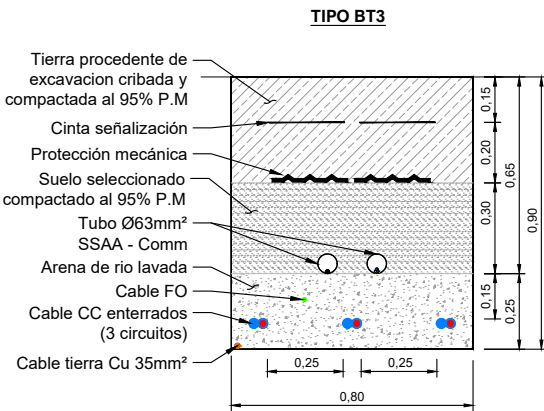 TIPO BT3
Tierra procedente de
excavacion cribada y
compactada al 95% P.M
Cinta señalización
Protección mecánica
Suelo seleccionado
compactado al 95% P.M
Tubo Ø63mm²
SSAA - Comm
Arena de rio lavada
Cable FO
Cable CC enterrados
(3 circuitos)
Cable tierra Cu 35mm²
0,15
0,20
0,30
0,15
0,65
0,25
0,90
0,25
0,25
0,80